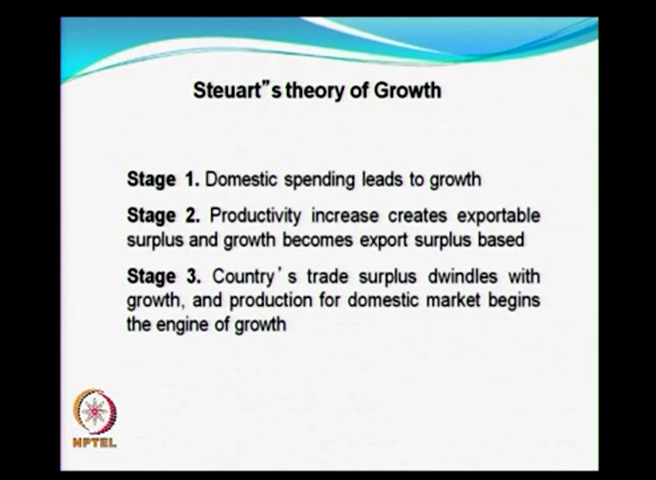 Steuart”s theory of Growth
Stage 1. Domestic spending leads to growth
Stage 2. Productivity increase creates exportable
surplus and growth becomes export surplus based
Stage 3. Country’s trade surplus dwindles with
growth, and production for domestic market begins
the engine of growth
NPTEL